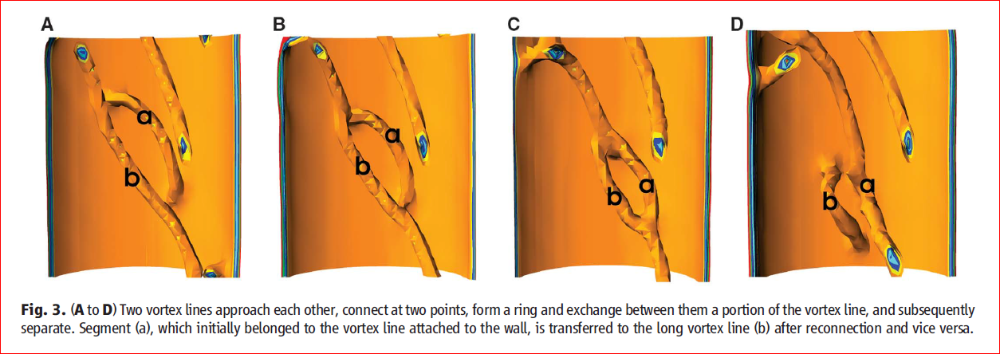 A
B
C
D
a
b
a
b
a
b
a
b
Fig. 3. (A to D) Two vortex lines approach each other, connect at two points, form a ring and exchange between them a portion of the vortex line, and subsequently
separate. Segment (a), which initially belonged to the vortex line attached to the wall, is transferred to the long vortex line (b) after reconnection and vice versa.